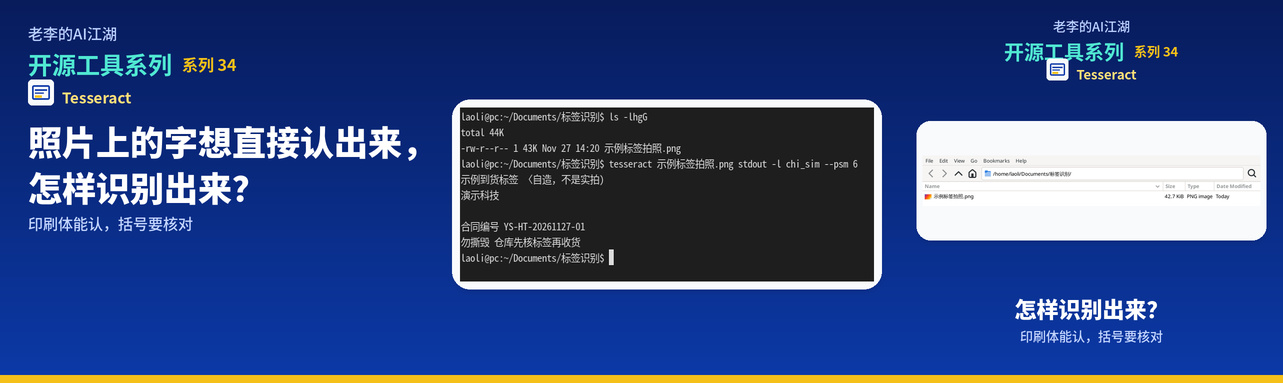 老李的AI江湖
开源工具系列 系列 34
Tesseract
照片上的字想直接认出来，
怎样识别出来？
印刷体能认，括号要核对
laoli@pc:~/Documents/标签识别$ ls -lhgG
total 44K
-rw-r--r-- 1 43K Nov 27 14:20 示例标签拍照.png
laoli@pc:~/Documents/标签识别$ tesseract 示例标签拍照.png stdout -l chi_sim --psm 6
示例到货标签 〈自造，不是实拍）
演示科技
合同编号 YS-HT-20261127-01
勿撕毁 仓库先核标签再收货
laoli@pc:~/Documents/标签识别$
老李的AI江湖
开源工具系列 系列 34
Tesseract
File Edit View Go Bookmarks Help
/home/laoli/Documents/标签识别/
Name Size Type Date Modified
示例标签拍照.png 42.7 KiB PNG image Today
怎样识别出来？
印刷体能认，括号要核对